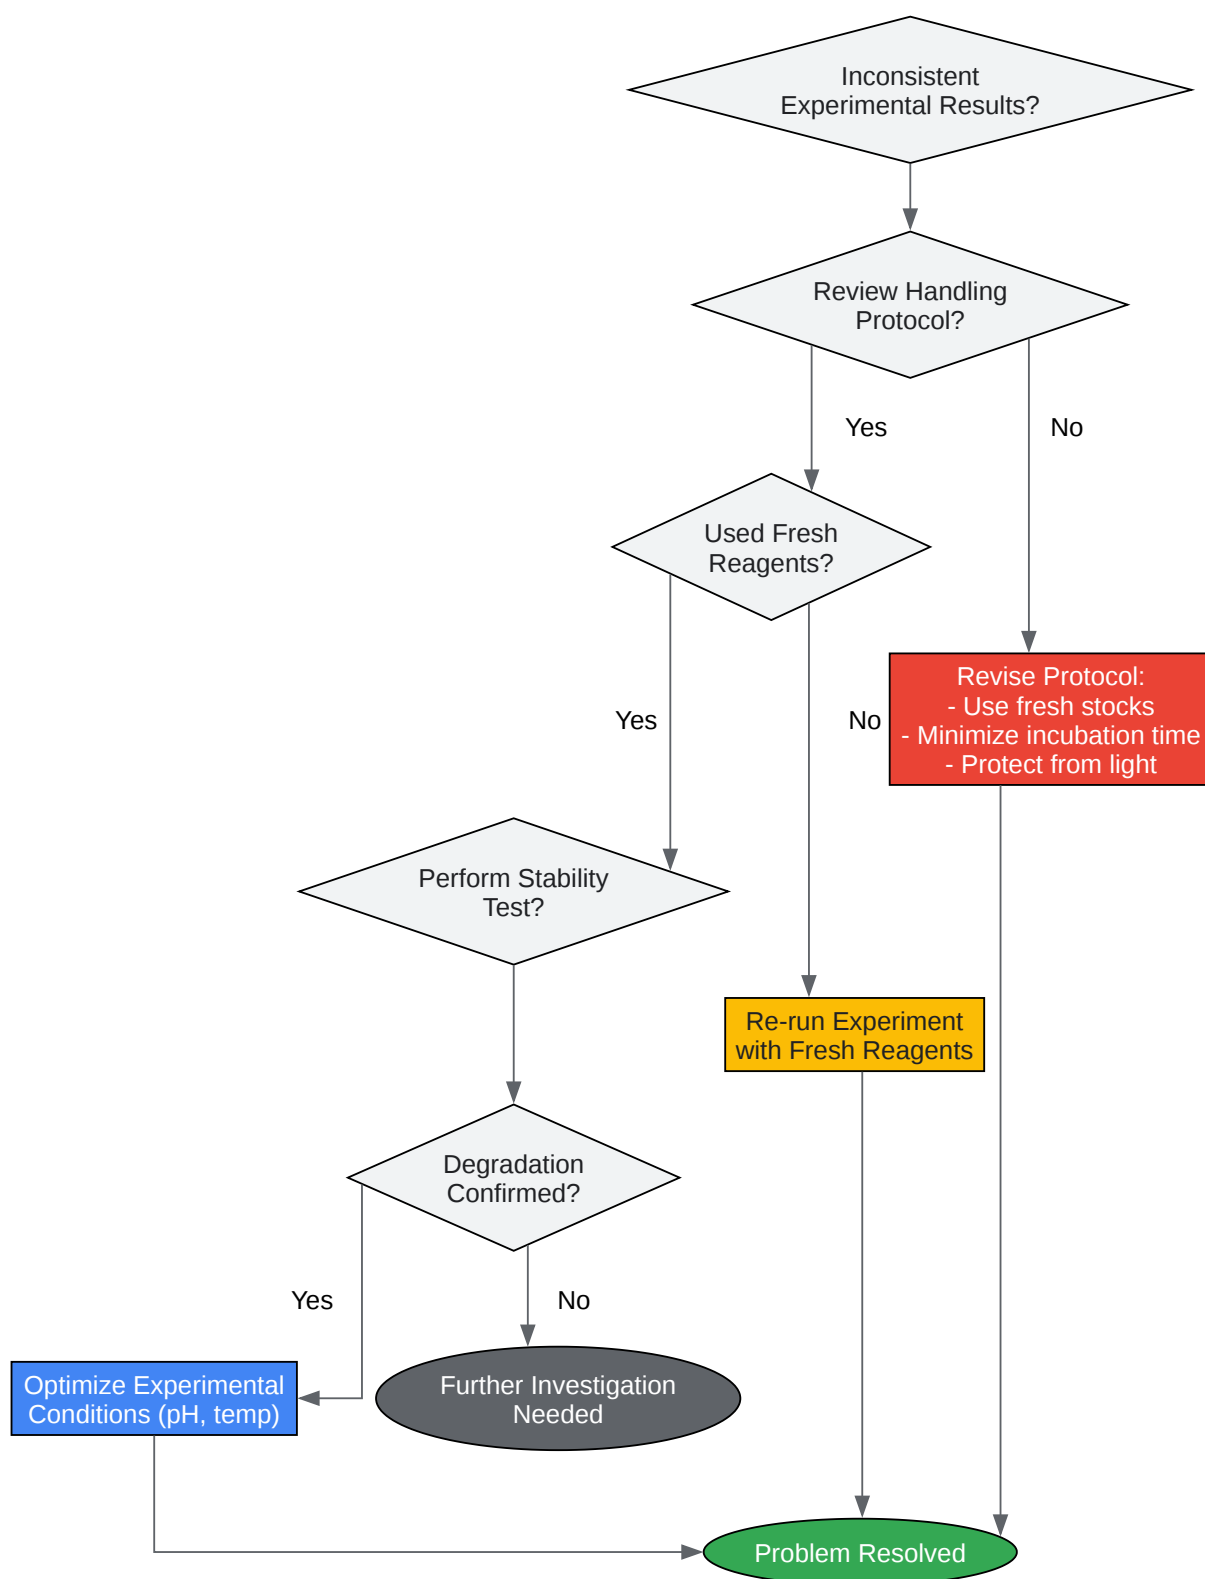 Inconsistent
Experimental Results?
Review Handling
Protocol?
Yes
No
Used Fresh
Reagents?
Revise Protocol:
- Use fresh stocks
- Minimize incubation time
- Protect from light
Yes
No
Perform Stability
Test?
Re-run Experiment
with Fresh Reagents
Degradation
Confirmed?
Yes
No
Optimize Experimental
Conditions (pH, temp)
Further Investigation
Needed
Problem Resolved